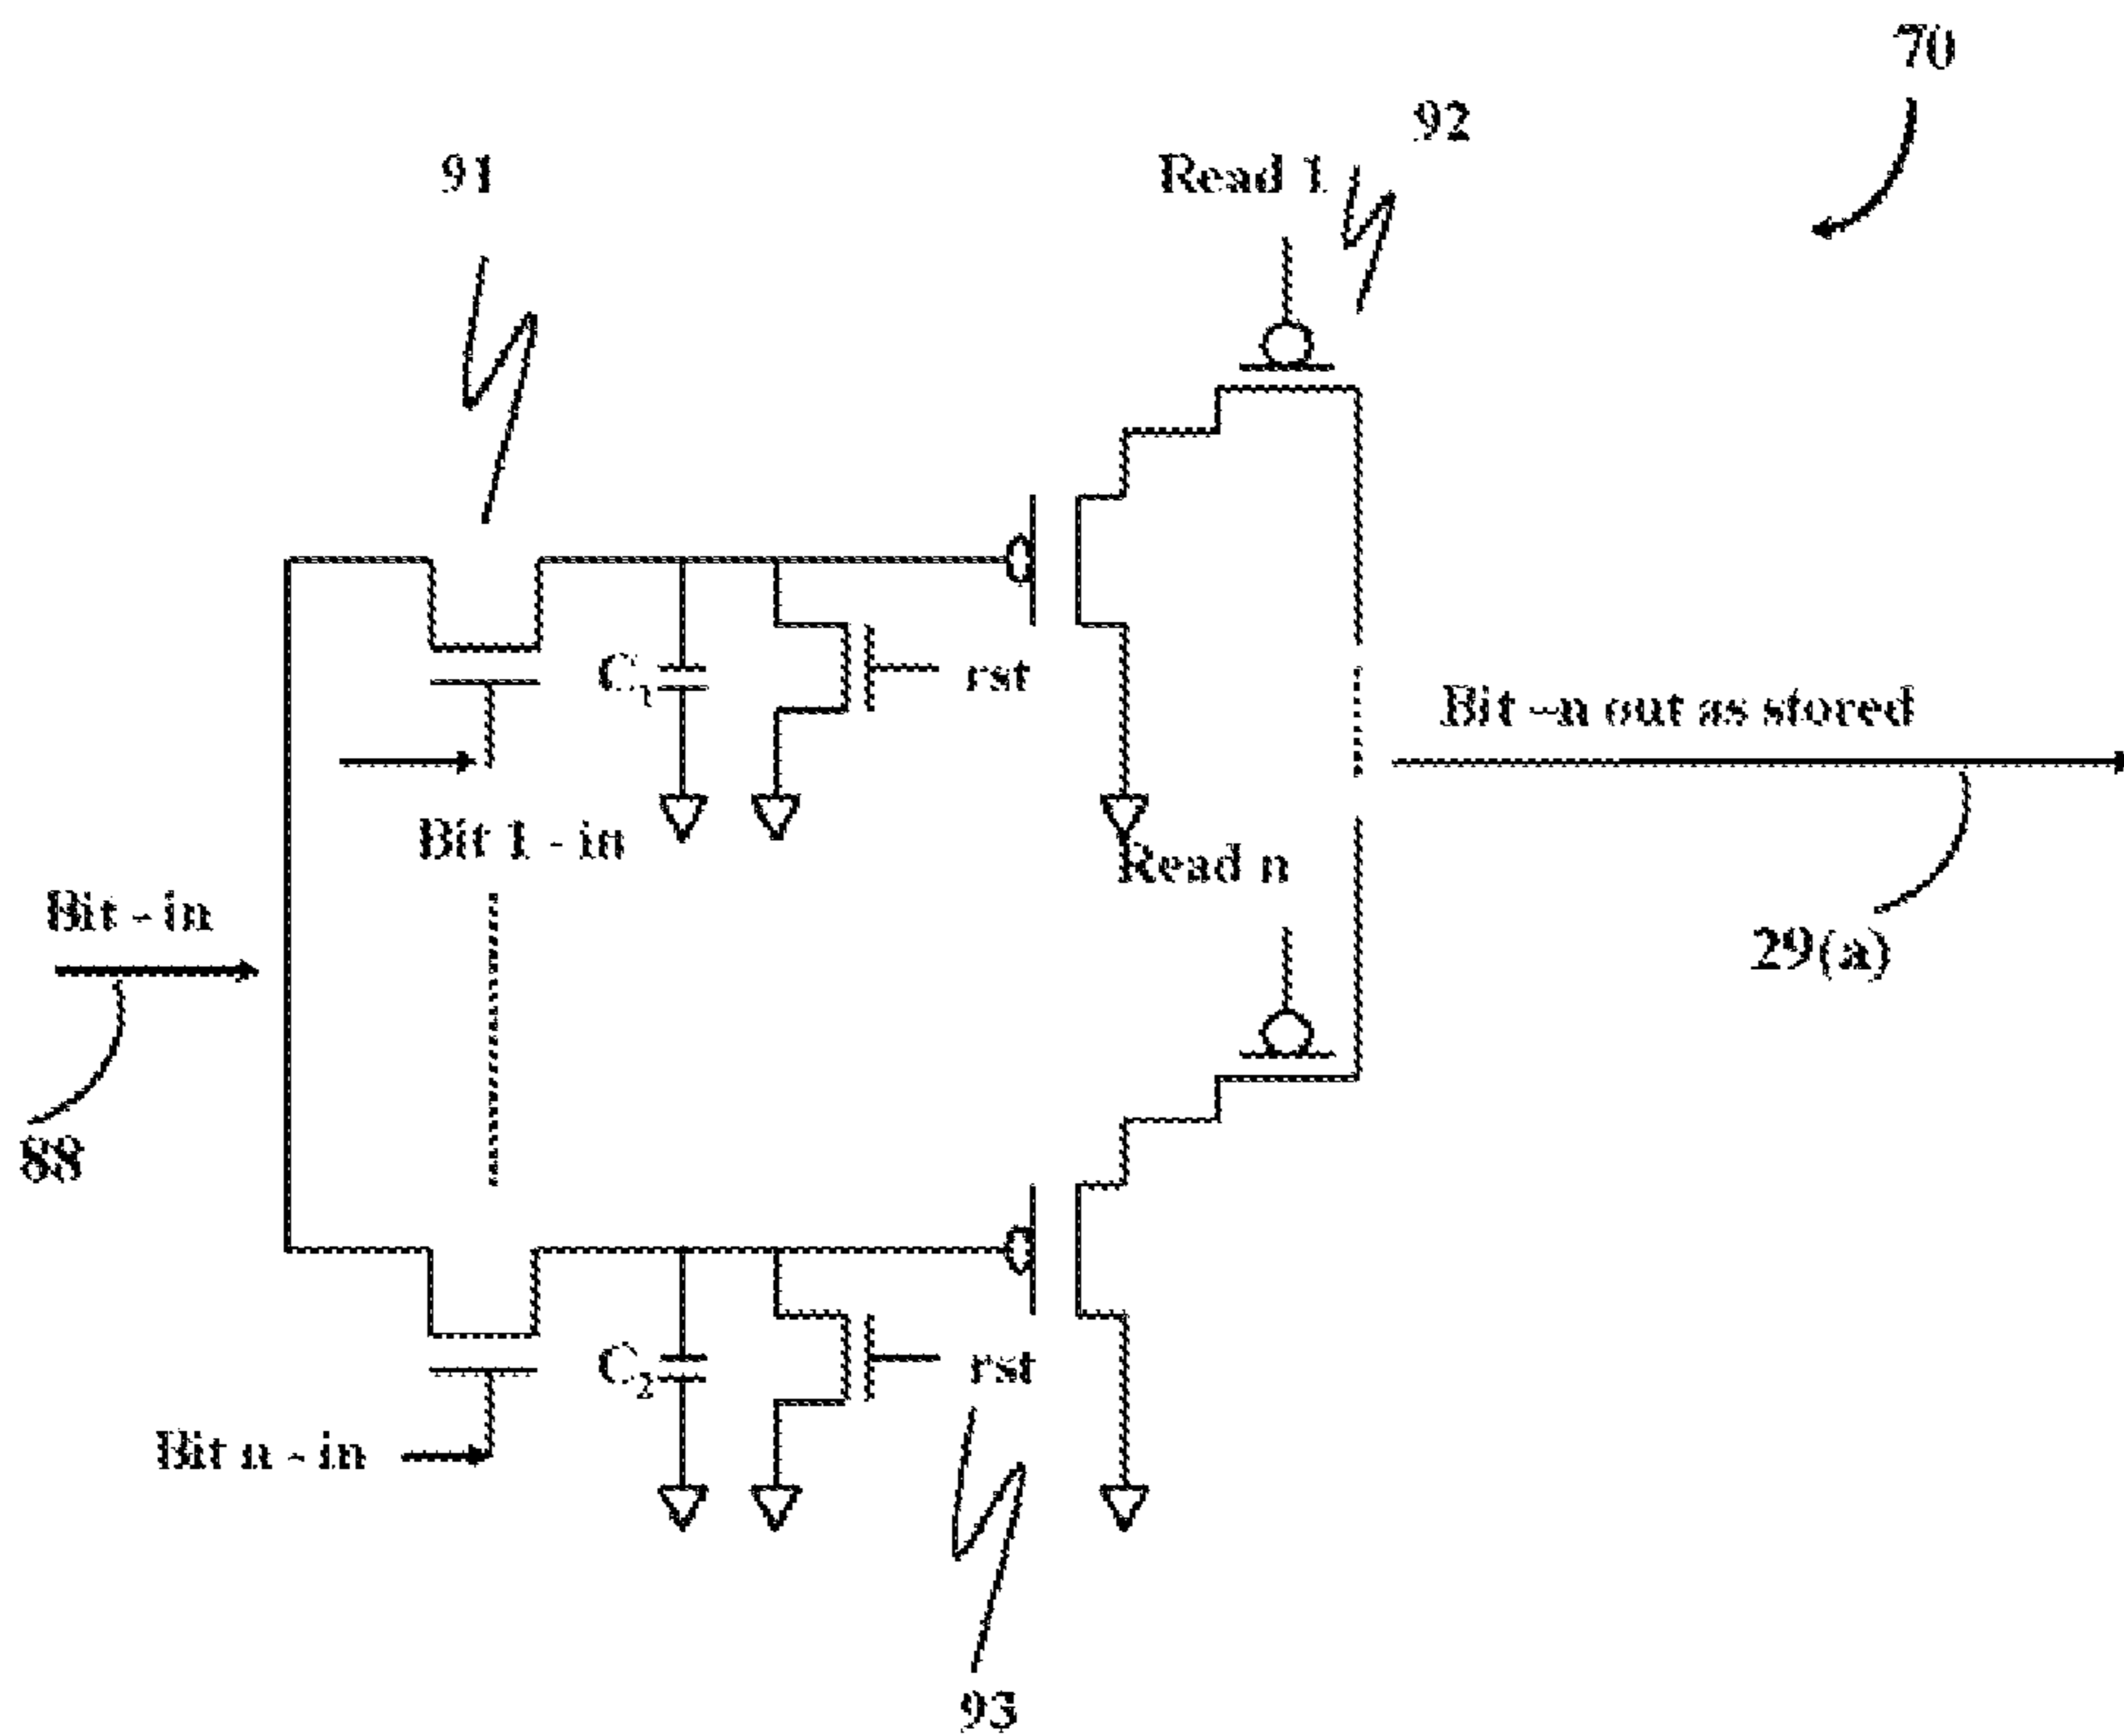 70
92
91
Read 1
C1
rst
Bit –n out as stored
Bit 1 - in
Read n
Bit - in
29(a)
88
C2
rst
Bit n - in
93